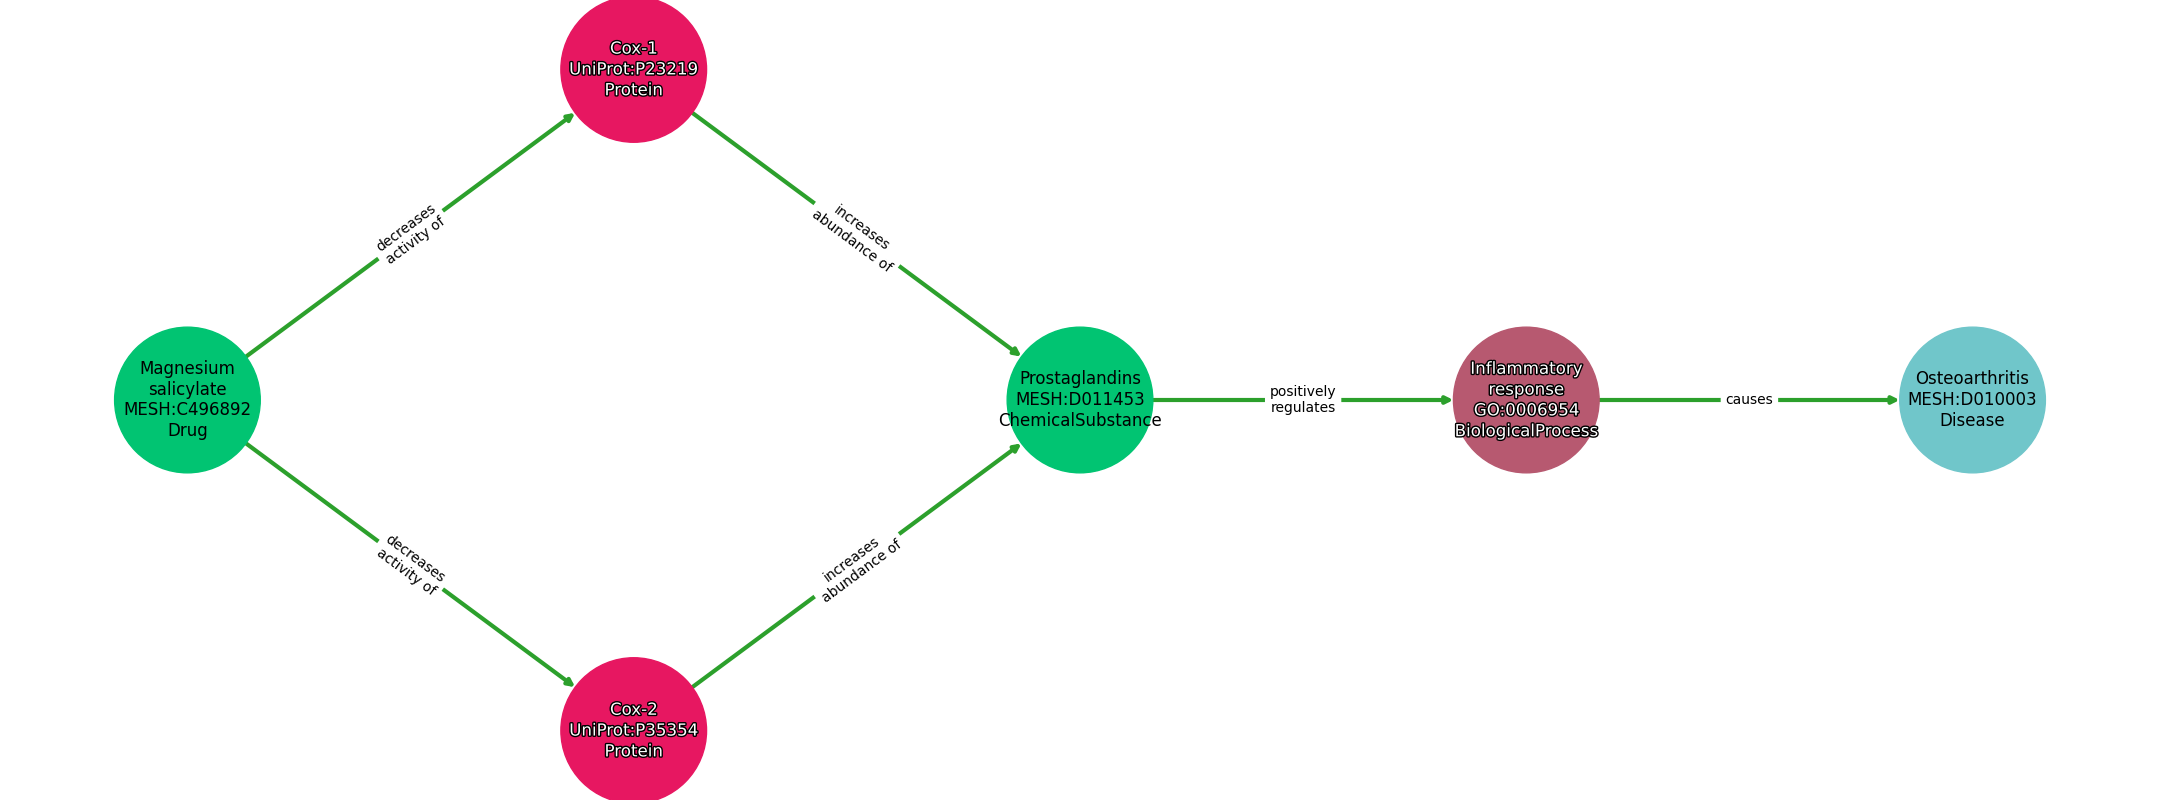 Cox-1
UniProt:P23219
Protein
decreases
activity of
increases
abundance of
Magnesium
salicylate
MESH:C496892
Drug
Prostaglandins
MESH:D011453
ChemicalSubstance
positively
regulates
Inflammatory
response
GO:0006954
BiologicalProcess
causes
Osteoarthritis
MESH:D010003
Disease
decreases
activity of
increases
abundance of
Cox-2
UniProt:P35354
Protein